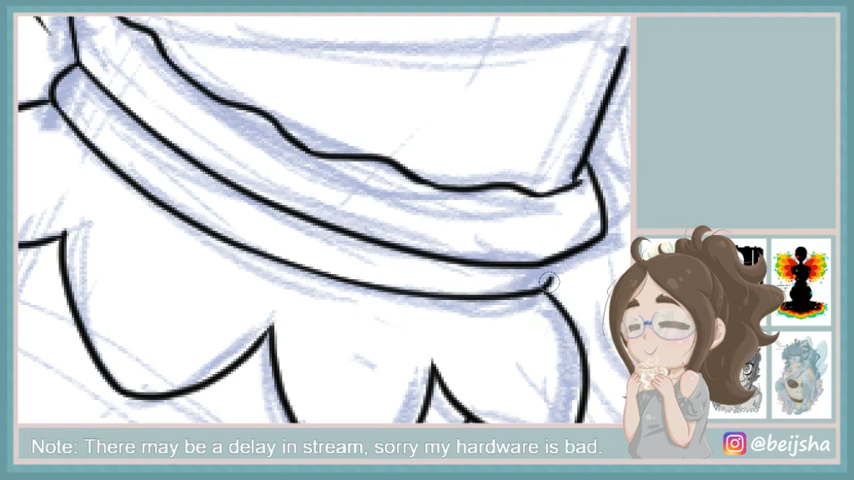 Note: There may be a delay in stream, sorry my hardware is bad.
@beijsha